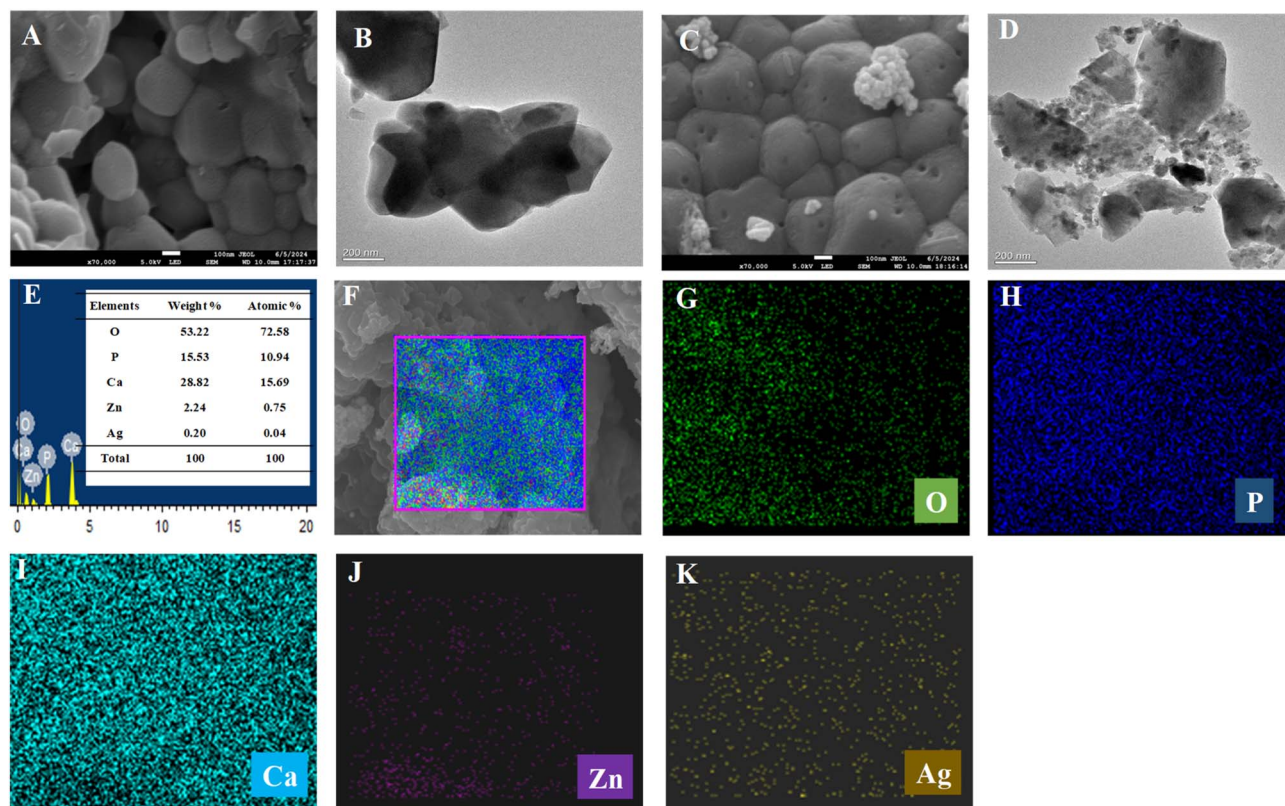 A
100nm JEOL 6/5/2024
x70,000 5.0kV LED SEM WD 10.0mm 17:17:37
B
200 nm
C
100nm JEOL 6/5/2024
x70,000 5.0kV LED SEM WD 10.0mm 18:16:14
D
200 nm
E
Elements Weight % Atomic %
O 53.22 72.58
P 15.53 10.94
Ca 28.82 15.69
Zn 2.24 0.75
Ag 0.20 0.04
Total 100 100
O
Ca
Zn
P
Ca
0 5 10 15 20
F
G
O
H
P
I
Ca
J
Zn
K
Ag